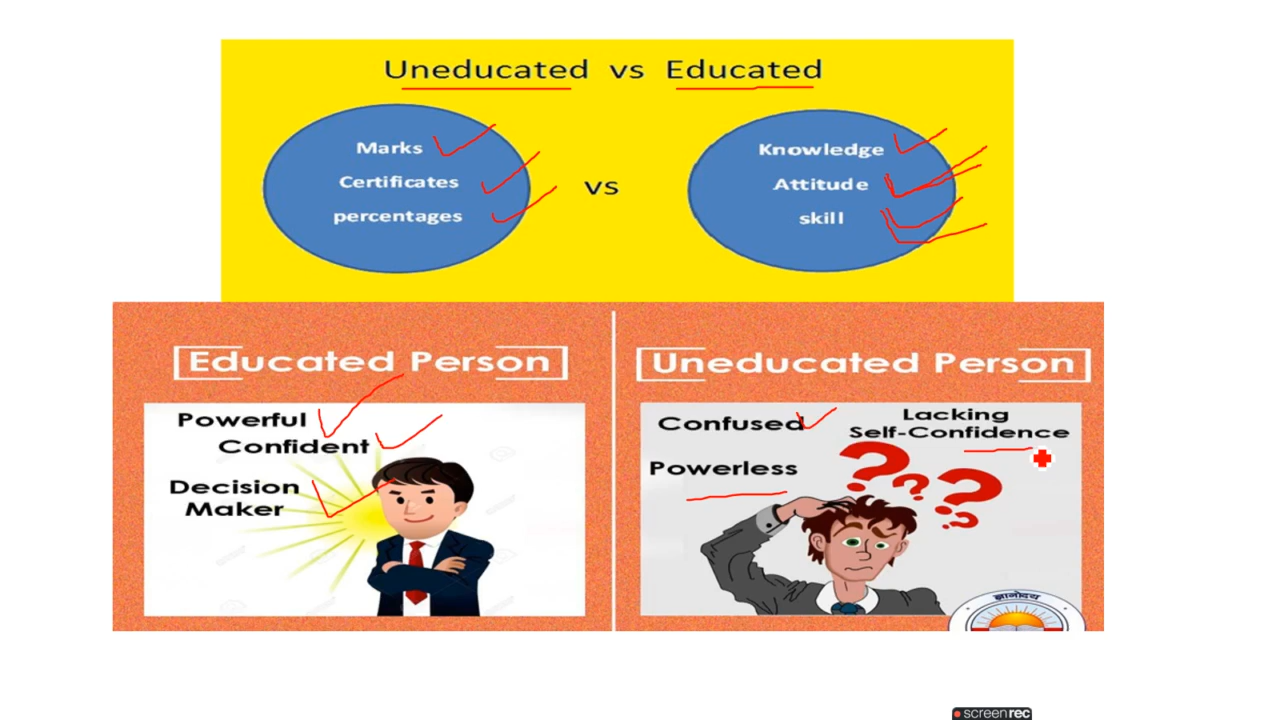 Uneducated vs Educated
Marks
Certificates
percentages
vs
Knowledge
Attitude
skill
Educated Person
Powerful
Confident
Decision
Maker
Uneducated Person
Confused
Lacking
Self-Confidence
Powerless
ज्ञानोदय
screenrec